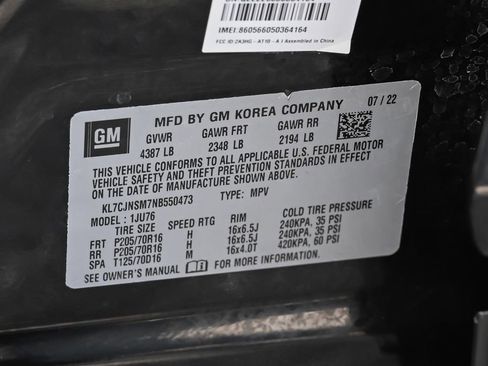 IMEI:860566050364164
FCC ID:2A3HG - AT1B - A | Assembled in China
GM
MFD BY GM KOREA COMPANY 07 / 22
GVWR GAWR FRT GAWR RR
4387 LB 2348 LB 2194 LB
THIS VEHICLE CONFORMS TO ALL APPLICABLE U.S. FEDERAL MOTOR
VEHICLE SAFETY AND THEFT PREVENTION STANDARDS IN EFFECT
ON THE DATE OF MANUFACTURE SHOWN ABOVE.
KL7CJNSM7NB550473 TYPE: MPV
MODEL: 1JU76
TIRE SIZE SPEED RTG RIM COLD TIRE PRESSURE
FRT P205/70R16 H 16x6.5J 240KPA, 35 PSI
RR P205/70R16 H 16x6.5J 240KPA, 35 PSI
SPA T125/70D16 M 16x4.0T 420KPA, 60 PSI
SEE OWNER'S MANUAL FOR MORE INFORMATION.